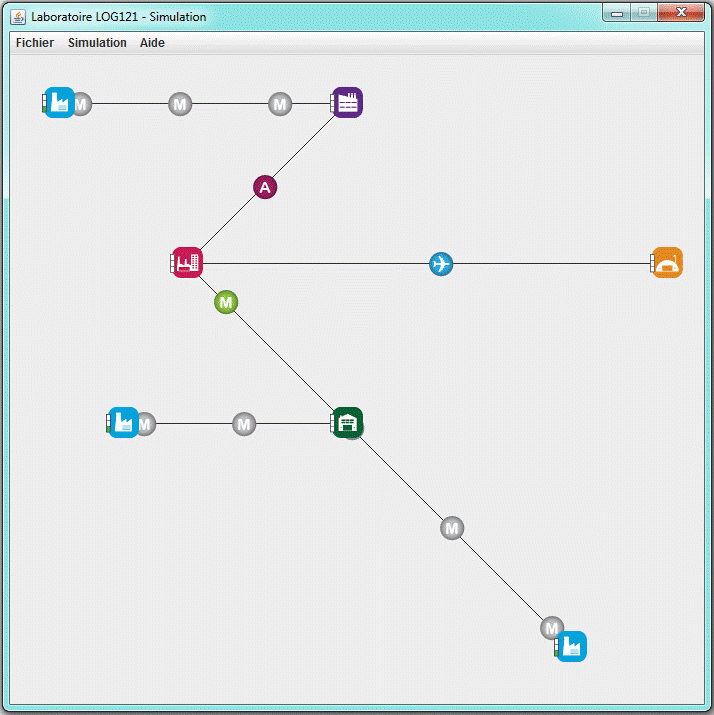 Laboratoire LOG121 - Simulation
Fichier Simulation Aide
M M M
A
M
M M
M
M